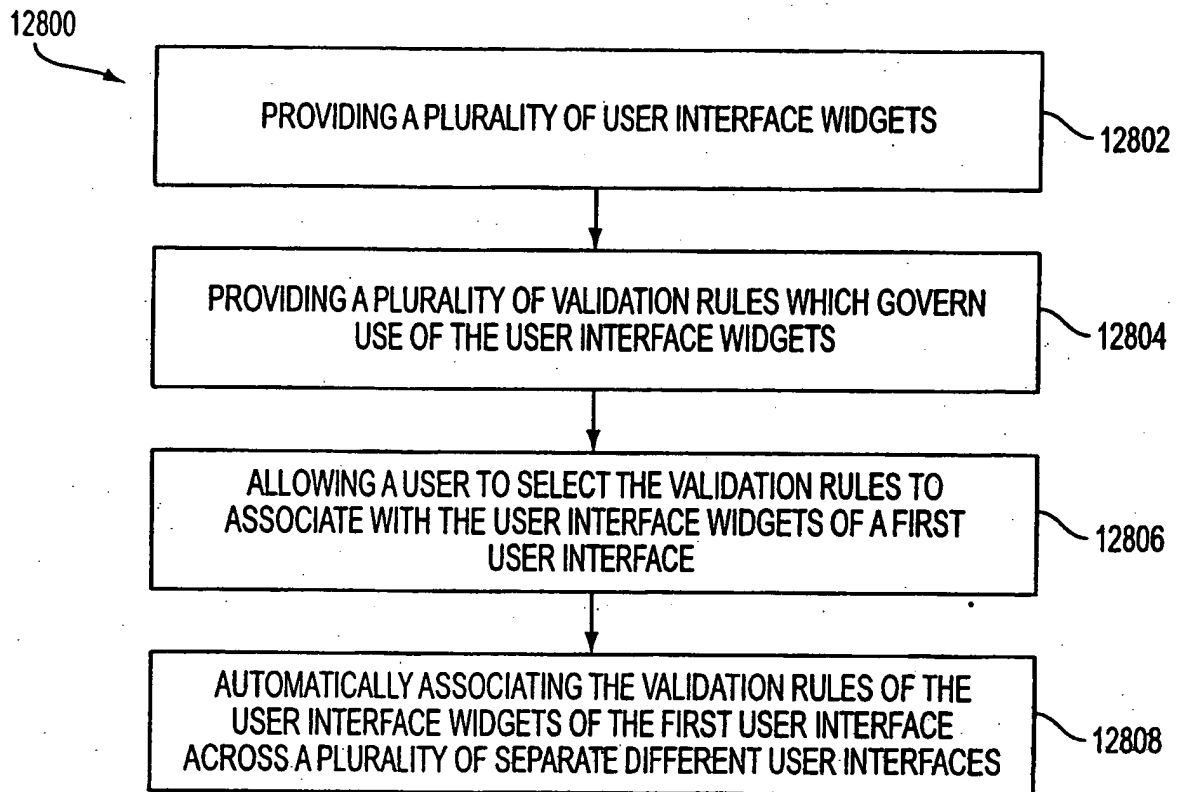 12800
PROVIDING A PLURALITY OF USER INTERFACE WIDGETS
12802
PROVIDING A PLURALITY OF VALIDATION RULES WHICH GOVERN
USE OF THE USER INTERFACE WIDGETS
12804
ALLOWING A USER TO SELECT THE VALIDATION RULES TO
ASSOCIATE WITH THE USER INTERFACE WIDGETS OF A FIRST
USER INTERFACE
12806
AUTOMATICALLY ASSOCIATING THE VALIDATION RULES OF THE
USER INTERFACE WIDGETS OF THE FIRST USER INTERFACE
ACROSS A PLURALITY OF SEPARATE DIFFERENT USER INTERFACES
12808